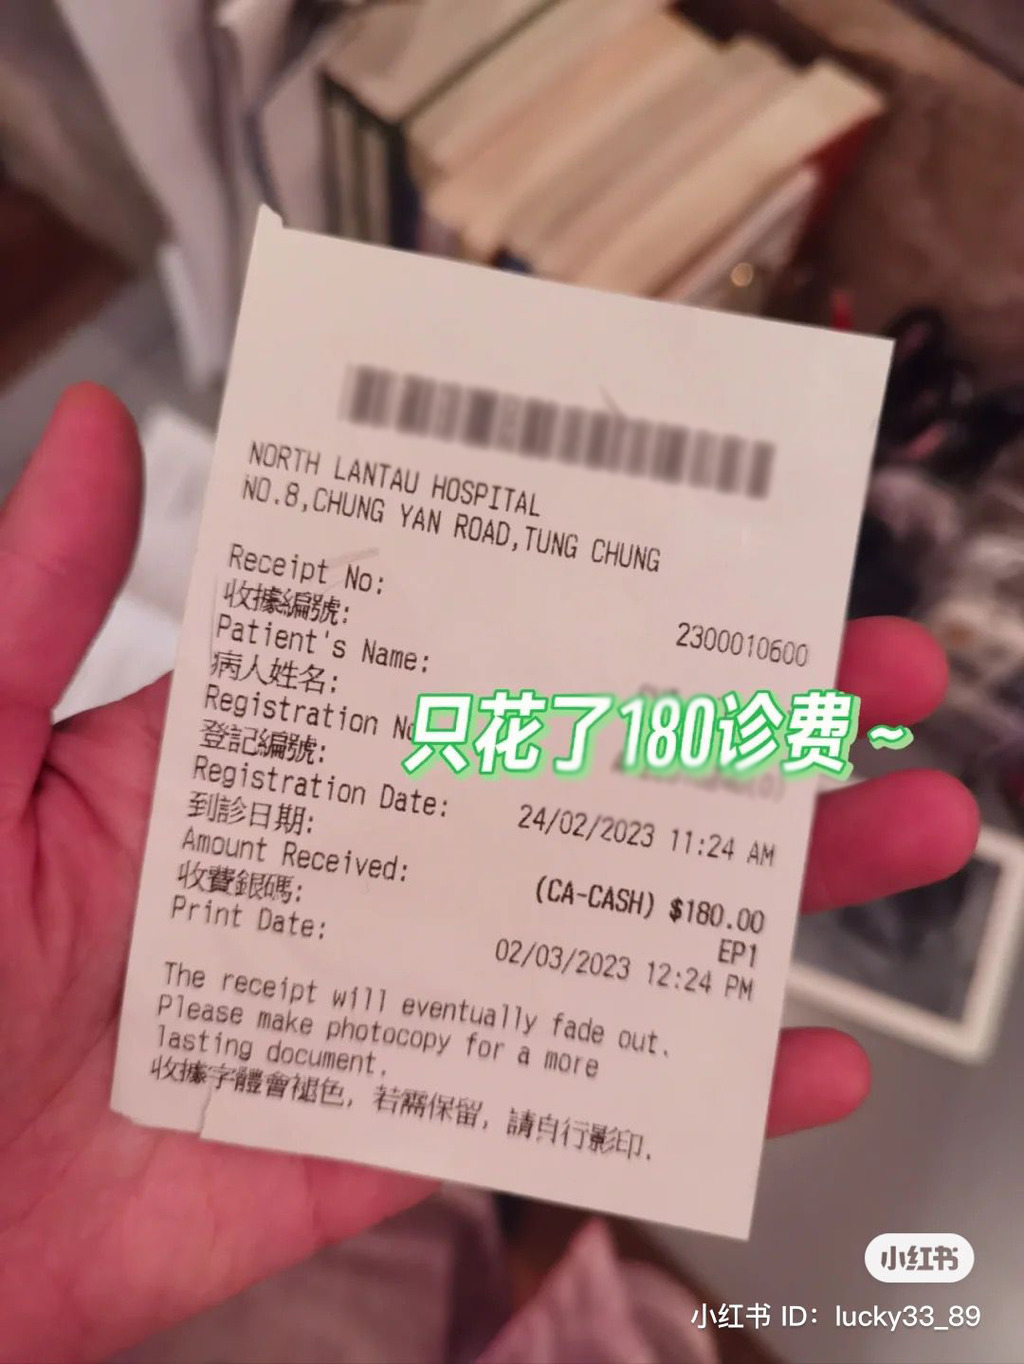 NORTH LANTAU HOSPITAL
NO.8,CHUNG YAN ROAD,TUNG CHUNG
Receipt No:
收據編號:
2300010600
Patient's Name:
病人姓名:
Registration No
登記編號:
只花了180诊费~
Registration Date:
到診日期:
24/02/2023 11:24 AM
Amount Received:
收費銀碼:
(CA-CASH) $180.00
EP1
Print Date:
02/03/2023 12:24 PM
The receipt will eventually fade out.
Please make photocopy for a more
lasting document.
收據字體會褪色, 若需保留, 請自行影印.
小红书
小红书 ID: lucky33_89